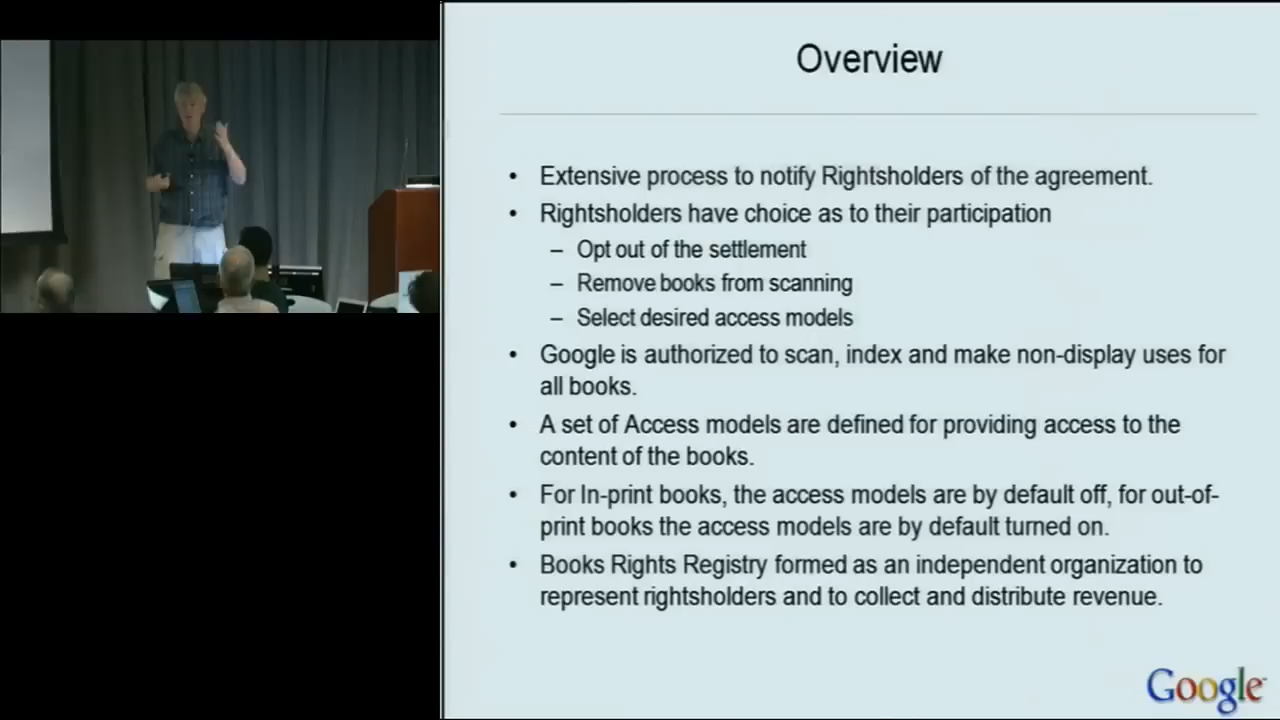 Overview
• Extensive process to notify Rightsholders of the agreement.
• Rightsholders have choice as to their participation
– Opt out of the settlement
– Remove books from scanning
– Select desired access models
• Google is authorized to scan, index and make non-display uses for
all books.
• A set of Access models are defined for providing access to the
content of the books.
• For In-print books, the access models are by default off, for out-of-
print books the access models are by default turned on.
• Books Rights Registry formed as an independent organization to
represent rightsholders and to collect and distribute revenue.
Google